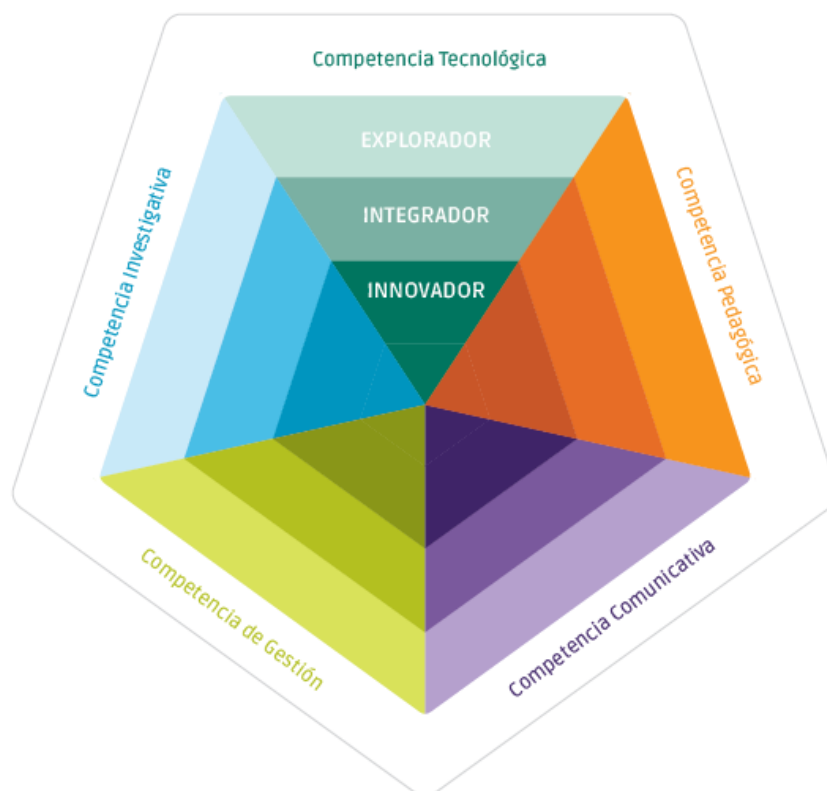 Competencia Tecnológica
EXPLORADOR
INTEGRADOR
INNOVADOR
Competencia Investigativa
Competencia Pedagógica
Competencia de Gestión
Competencia Comunicativa